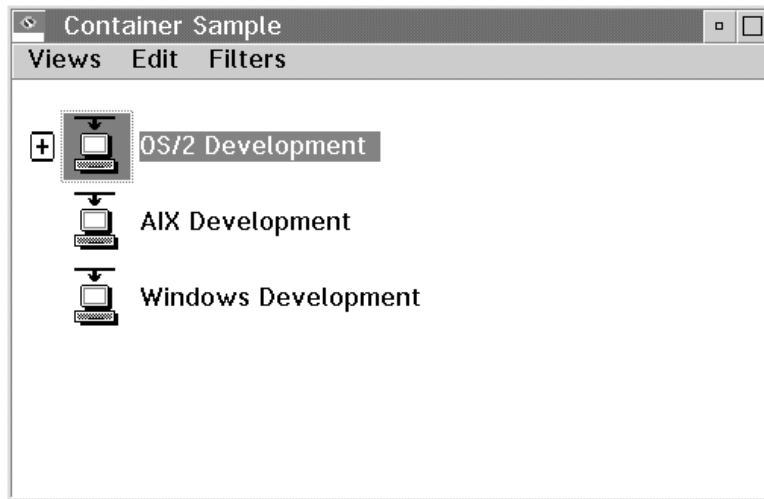 Container Sample
Views Edit Filters
OS/2 Development
AIX Development
Windows Development